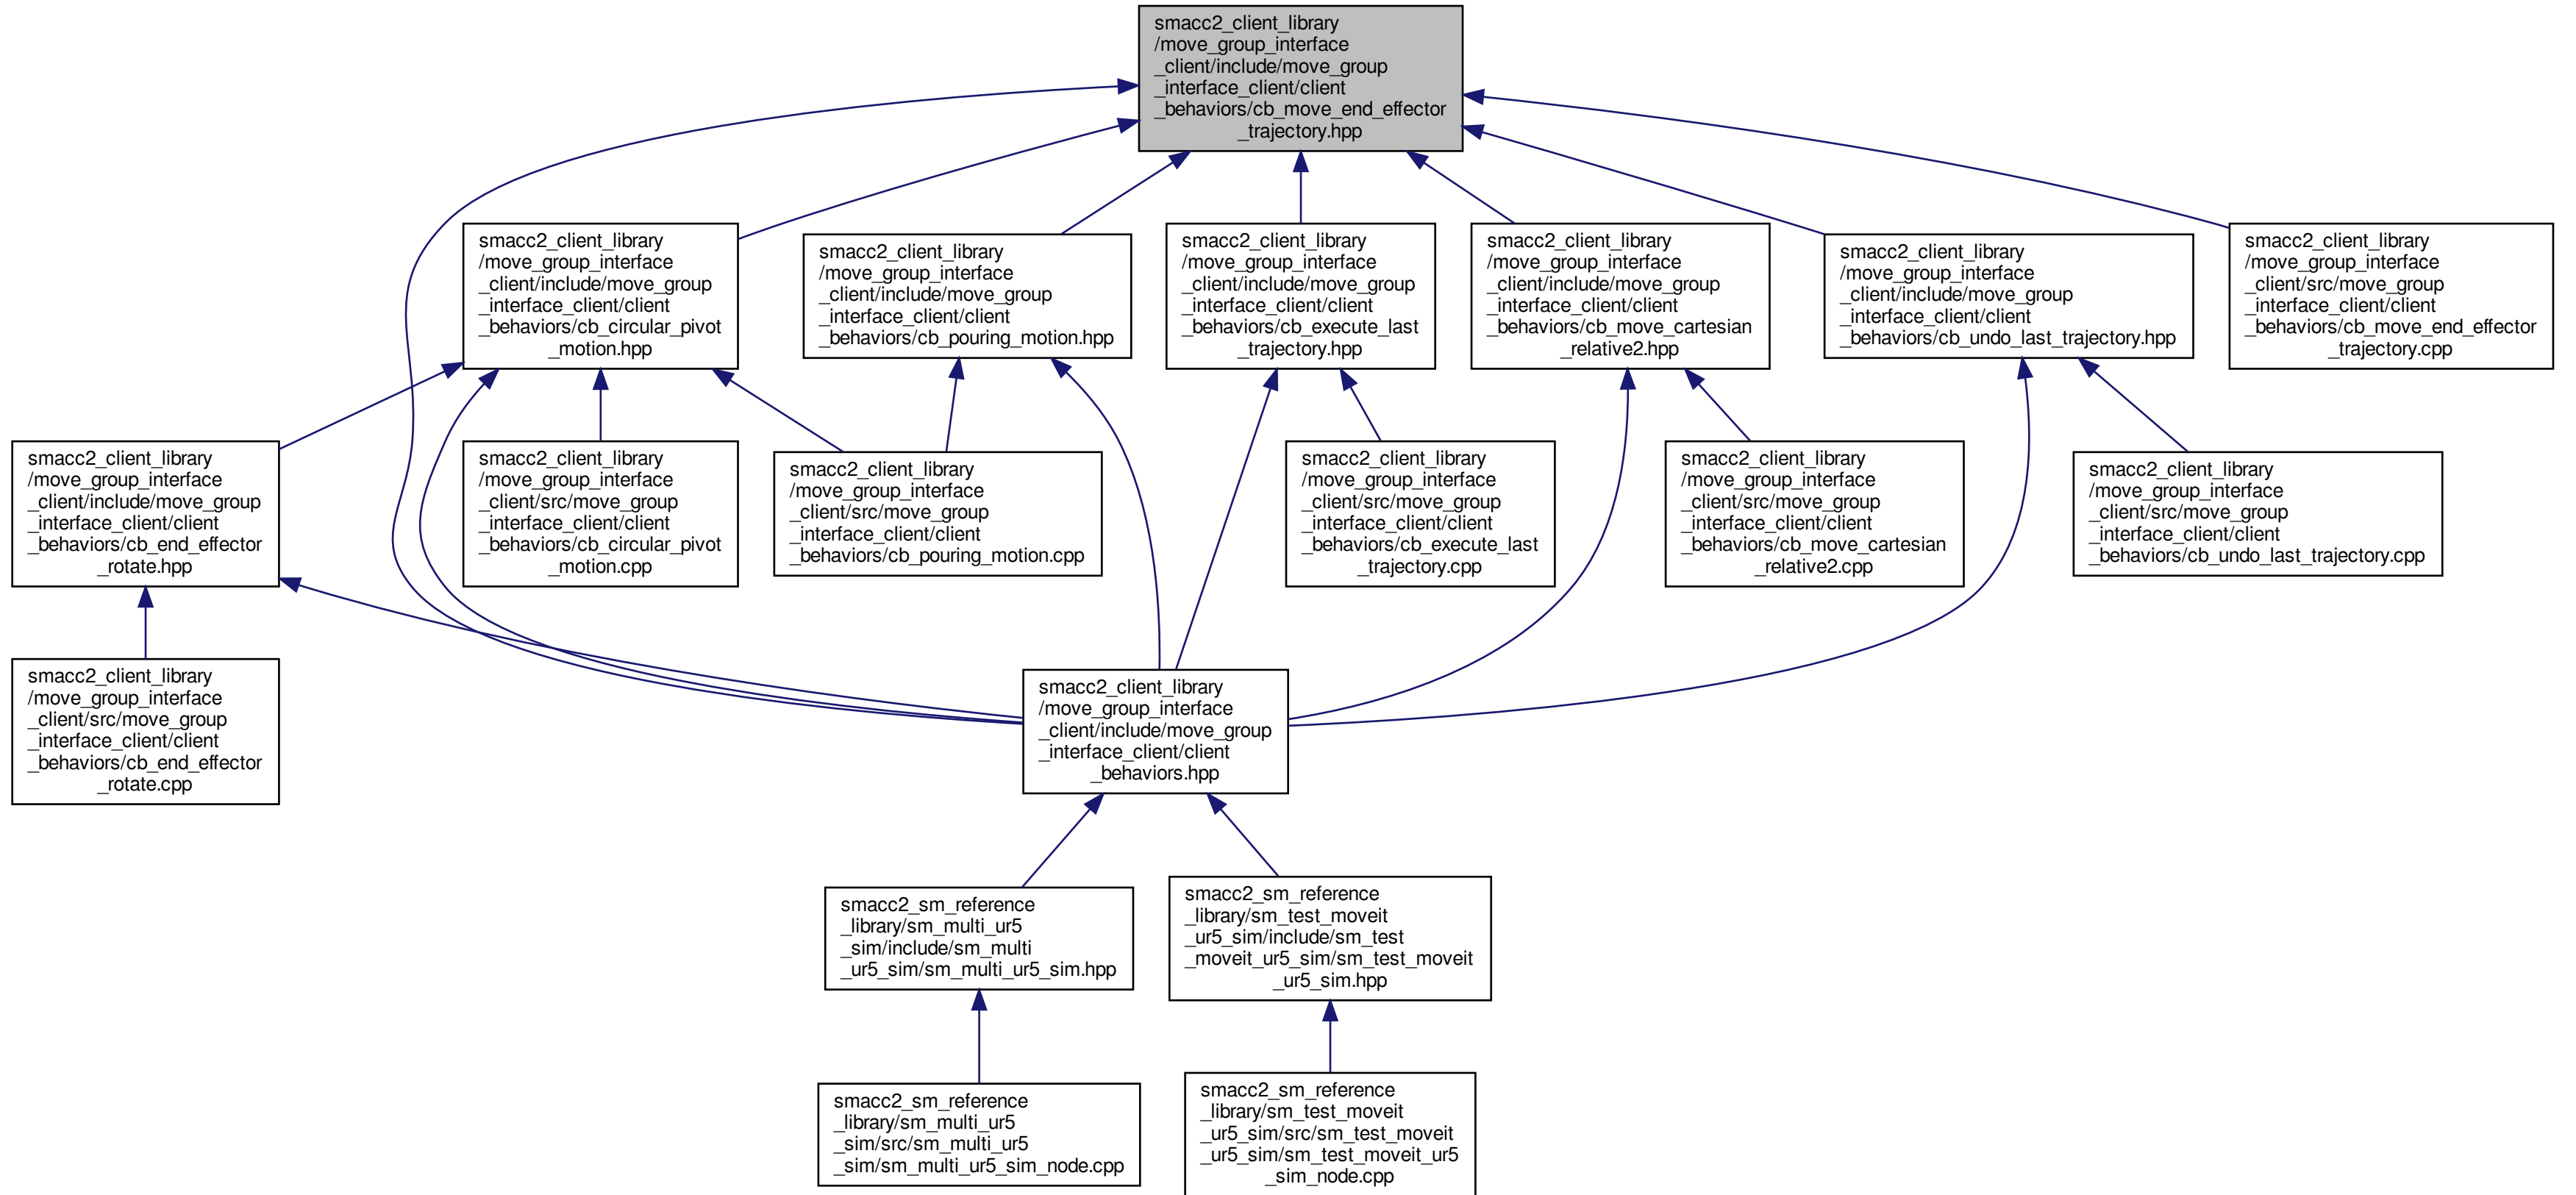 smacc2_client_library
/move_group_interface
_client/include/move_group
_interface_client/client
_behaviors/cb_move_end_effector
_trajectory.hpp
smacc2_client_library
/move_group_interface
_client/include/move_group
_interface_client/client
_behaviors/cb_circular_pivot
_motion.hpp
smacc2_client_library
/move_group_interface
_client/include/move_group
_interface_client/client
_behaviors/cb_pouring_motion.hpp
smacc2_client_library
/move_group_interface
_client/include/move_group
_interface_client/client
_behaviors/cb_execute_last
_trajectory.hpp
smacc2_client_library
/move_group_interface
_client/include/move_group
_interface_client/client
_behaviors/cb_move_cartesian
_relative2.hpp
smacc2_client_library
/move_group_interface
_client/include/move_group
_interface_client/client
_behaviors/cb_undo_last_trajectory.hpp
smacc2_client_library
/move_group_interface
_client/src/move_group
_interface_client/client
_behaviors/cb_move_end_effector
_trajectory.cpp
smacc2_client_library
/move_group_interface
_client/include/move_group
_interface_client/client
_behaviors/cb_end_effector
_rotate.hpp
smacc2_client_library
/move_group_interface
_client/src/move_group
_interface_client/client
_behaviors/cb_circular_pivot
_motion.cpp
smacc2_client_library
/move_group_interface
_client/src/move_group
_interface_client/client
_behaviors/cb_pouring_motion.cpp
smacc2_client_library
/move_group_interface
_client/src/move_group
_interface_client/client
_behaviors/cb_execute_last
_trajectory.cpp
smacc2_client_library
/move_group_interface
_client/src/move_group
_interface_client/client
_behaviors/cb_move_cartesian
_relative2.cpp
smacc2_client_library
/move_group_interface
_client/src/move_group
_interface_client/client
_behaviors/cb_undo_last_trajectory.cpp
smacc2_client_library
/move_group_interface
_client/src/move_group
_interface_client/client
_behaviors/cb_end_effector
_rotate.cpp
smacc2_client_library
/move_group_interface
_client/include/move_group
_interface_client/client
_behaviors.hpp
smacc2_sm_reference
_library/sm_multi_ur5
_sim/include/sm_multi
_ur5_sim/sm_multi_ur5_sim.hpp
smacc2_sm_reference
_library/sm_test_moveit
_ur5_sim/include/sm_test
_moveit_ur5_sim/sm_test_moveit
_ur5_sim.hpp
smacc2_sm_reference
_library/sm_multi_ur5
_sim/src/sm_multi_ur5
_sim/sm_multi_ur5_sim_node.cpp
smacc2_sm_reference
_library/sm_test_moveit
_ur5_sim/src/sm_test_moveit
_ur5_sim/sm_test_moveit_ur5
_sim_node.cpp